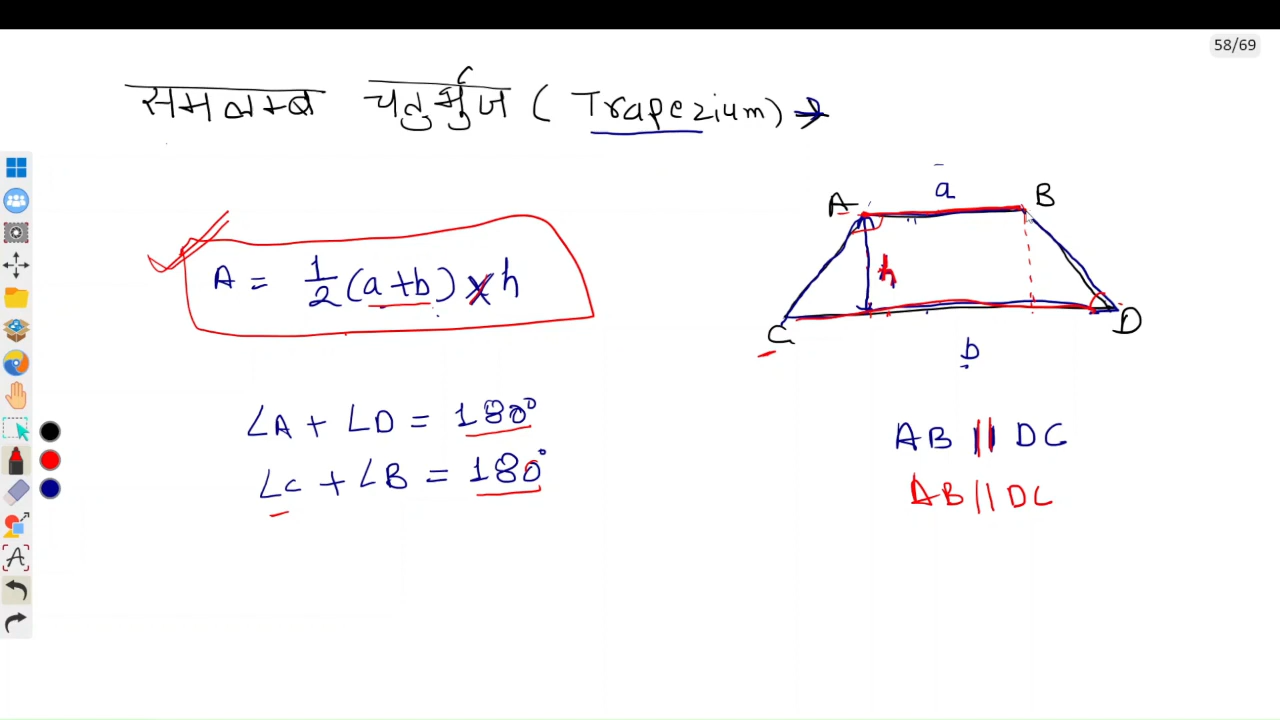 58/69
समलम्ब चतुर्भुज ( Trapezium) →
A = 1/2 (a+b) × h
∠A + ∠D = 180°
∠C + ∠B = 180°
a
A B
h
C D
b
AB || DC
AB || DC